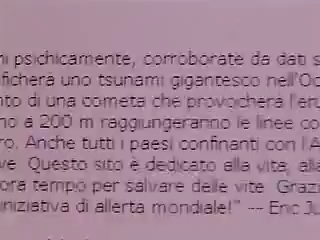 ni psichicamente, corroborate da dati s
ficherà uno tsunami gigantesco nell'Oc
nto di una cometa che provocherà l'eru
no a 200 m raggiungeranno le linee co
ro. Anche tutti i paesi confinanti con l'A
ve. Questo sito è dedicato alla vita, alla
ora tempo per salvare delle vite. Grazi
iniziativa di allerta mondiale!" -- Eric Ju